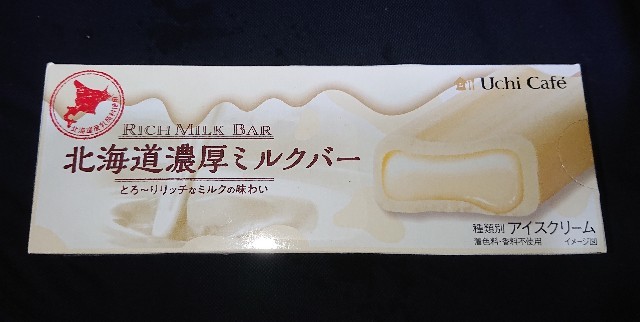 Uchi Café
RICH MILK BAR
北海道濃厚ミルクバー
とろ～りリッチなミルクの味わい
種類別 アイスクリーム
着色料・香料不使用
イメージ図